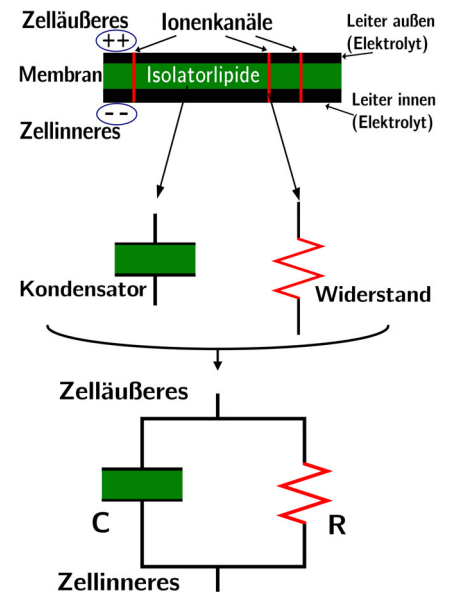 Zelläußeres
Ionenkanäle
Leiter außen
(Elektrolyt)
++
Membran
Isolatorlipide
--
Leiter innen
(Elektrolyt)
Zellinneres
Kondensator
Widerstand
Zelläußeres
C
R
Zellinneres